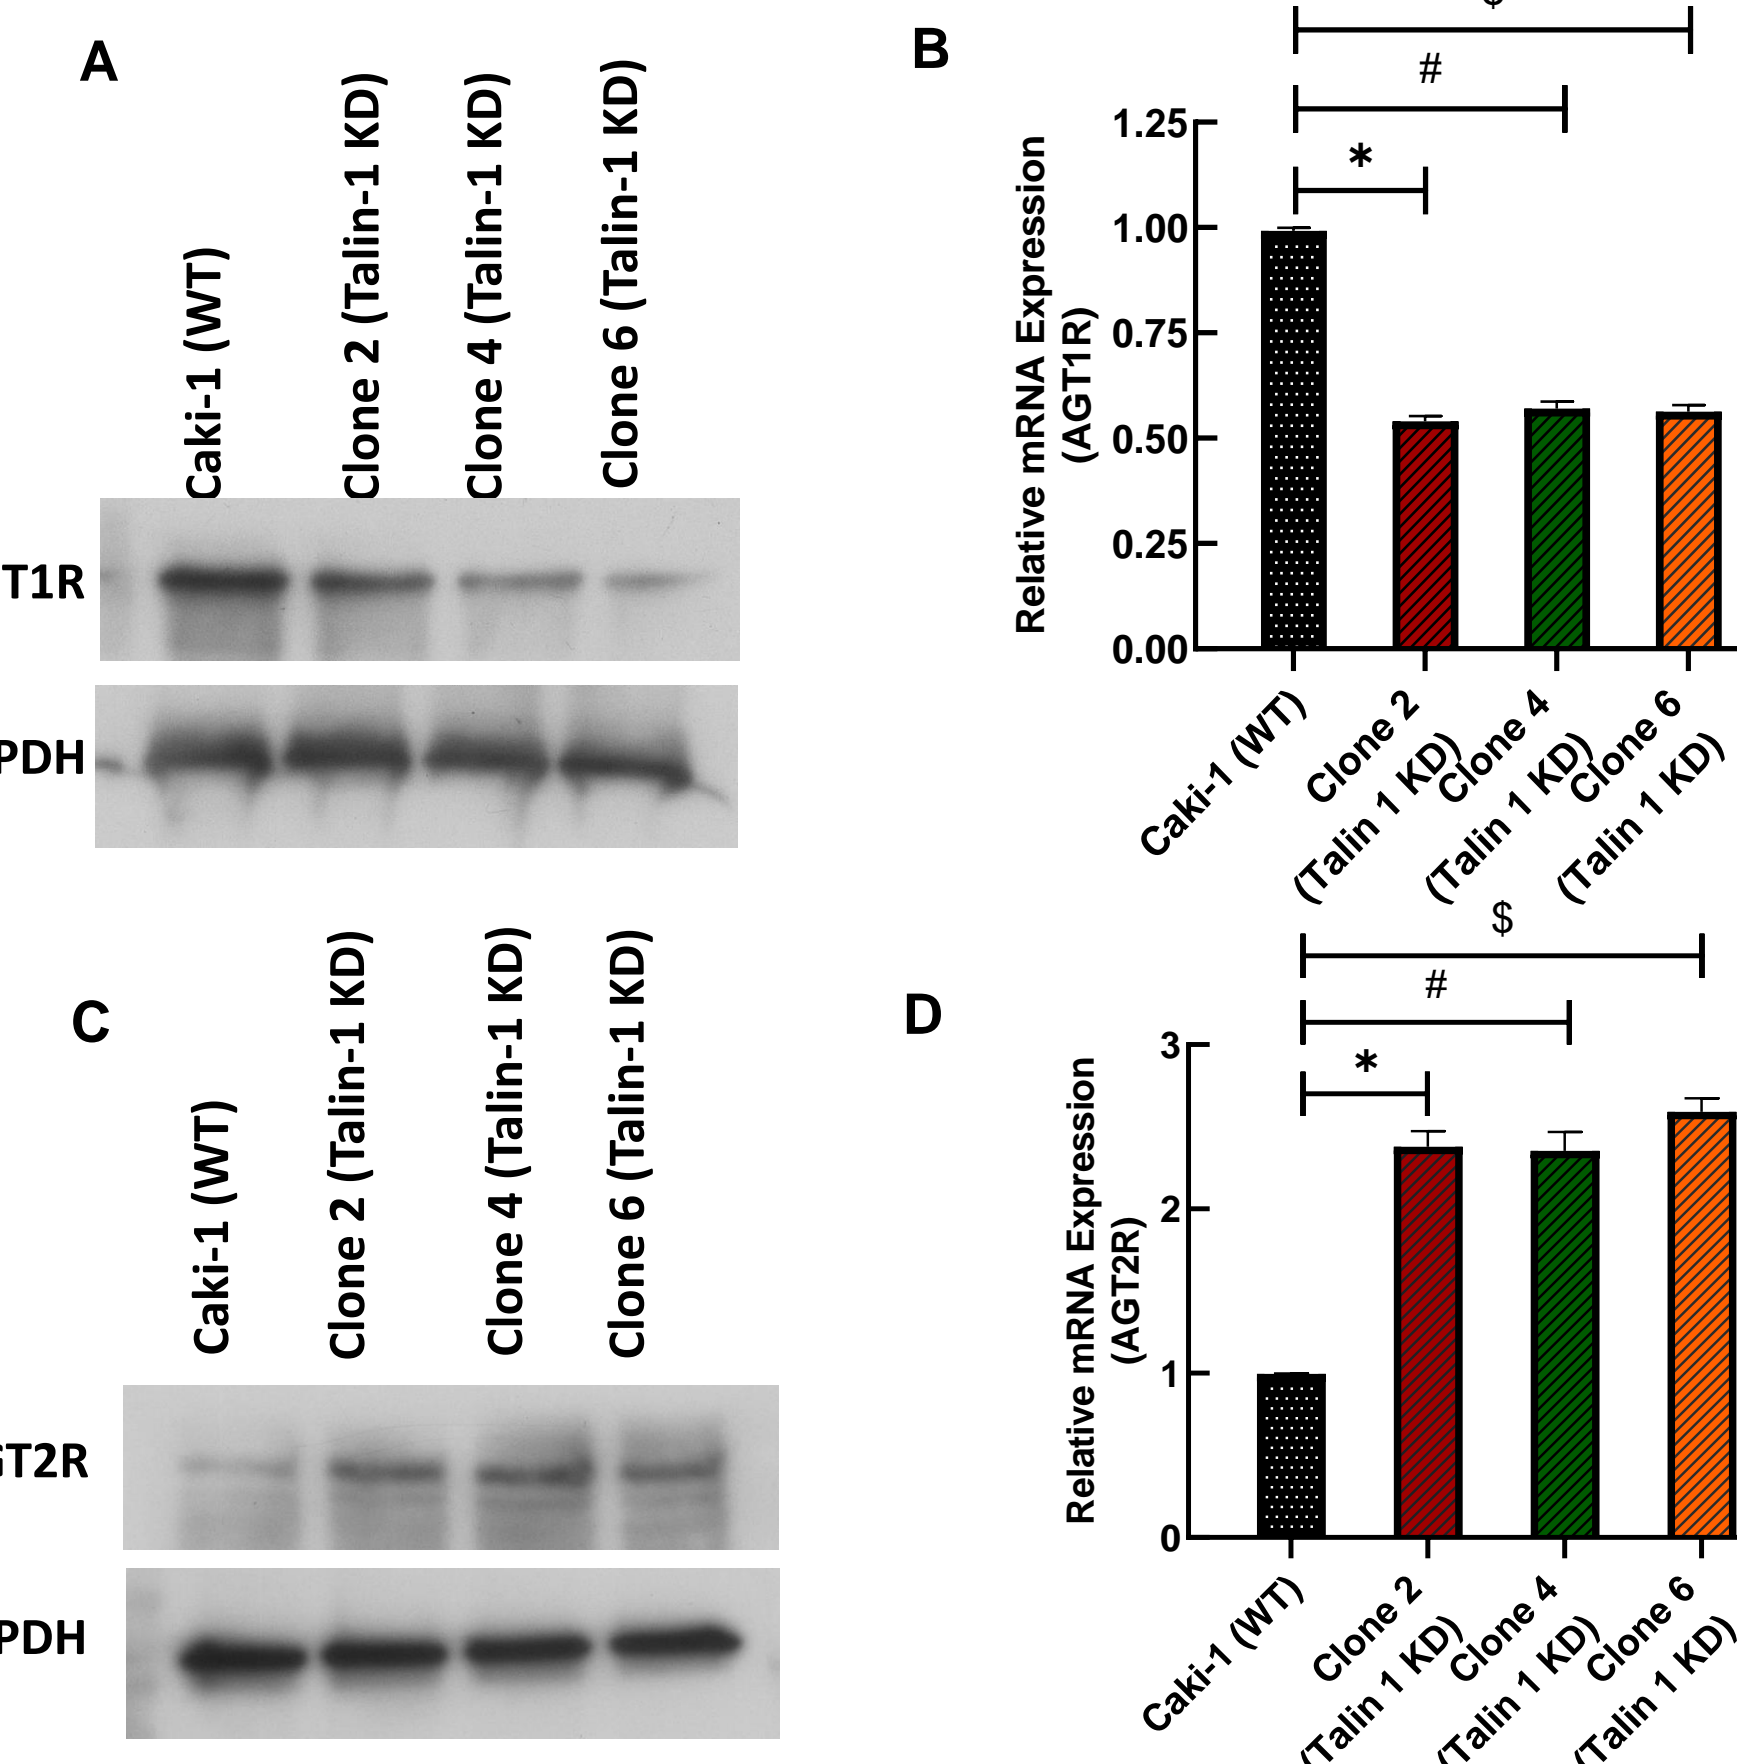 A
Caki-1 (WT)
Clone 2 (Talin-1 KD)
Clone 4 (Talin-1 KD)
Clone 6 (Talin-1 KD)
T1R
PDH
B
$
#
*
Relative mRNA Expression
(AGT1R)
1.25
1.00
0.75
0.50
0.25
0.00
Caki-1 (WT)
Clone 2
(Talin 1 KD)
Clone 4
(Talin 1 KD)
Clone 6
(Talin 1 KD)
C
Caki-1 (WT)
Clone 2 (Talin-1 KD)
Clone 4 (Talin-1 KD)
Clone 6 (Talin-1 KD)
GT2R
PDH
D
$
#
*
Relative mRNA Expression
(AGT2R)
3
2
1
0
Caki-1 (WT)
Clone 2
(Talin 1 KD)
Clone 4
(Talin 1 KD)
Clone 6
(Talin 1 KD)